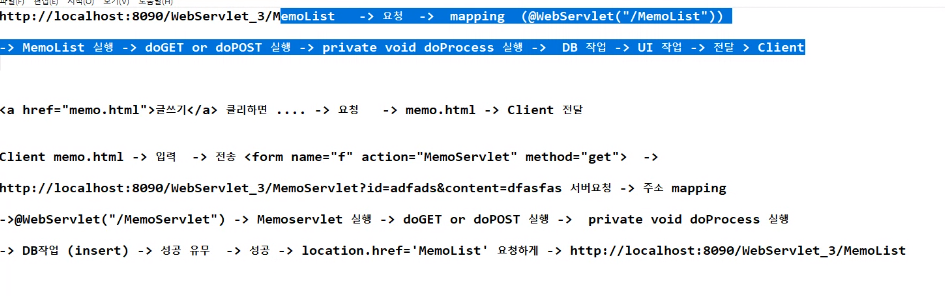 파일(F) 편집(E) 서식(O) 보기(V) 도움말(H)
http://localhost:8090/WebServlet_3/MemoList -> 요청 -> mapping (@WebServlet("/MemoList"))
-> MemoList 실행 -> doGET or doPOST 실행 -> private void doProcess 실행 -> DB 작업 -> UI 작업 -> 전달 > Client
<a href="memo.html">글쓰기</a> 클리하면 .... -> 요청 -> memo.html -> Client 전달
Client memo.html -> 입력 -> 전송 <form name="f" action="MemoServlet" method="get"> ->
http://localhost:8090/WebServlet_3/MemoServlet?id=adfads&content=dfasfas 서버요청 -> 주소 mapping
->@WebServlet("/MemoServlet") -> Memoservlet 실행 -> doGET or doPOST 실행 -> private void doProcess 실행
-> DB작업 (insert) -> 성공 유무 -> 성공 -> location.href='MemoList' 요청하게 -> http://localhost:8090/WebServlet_3/MemoList